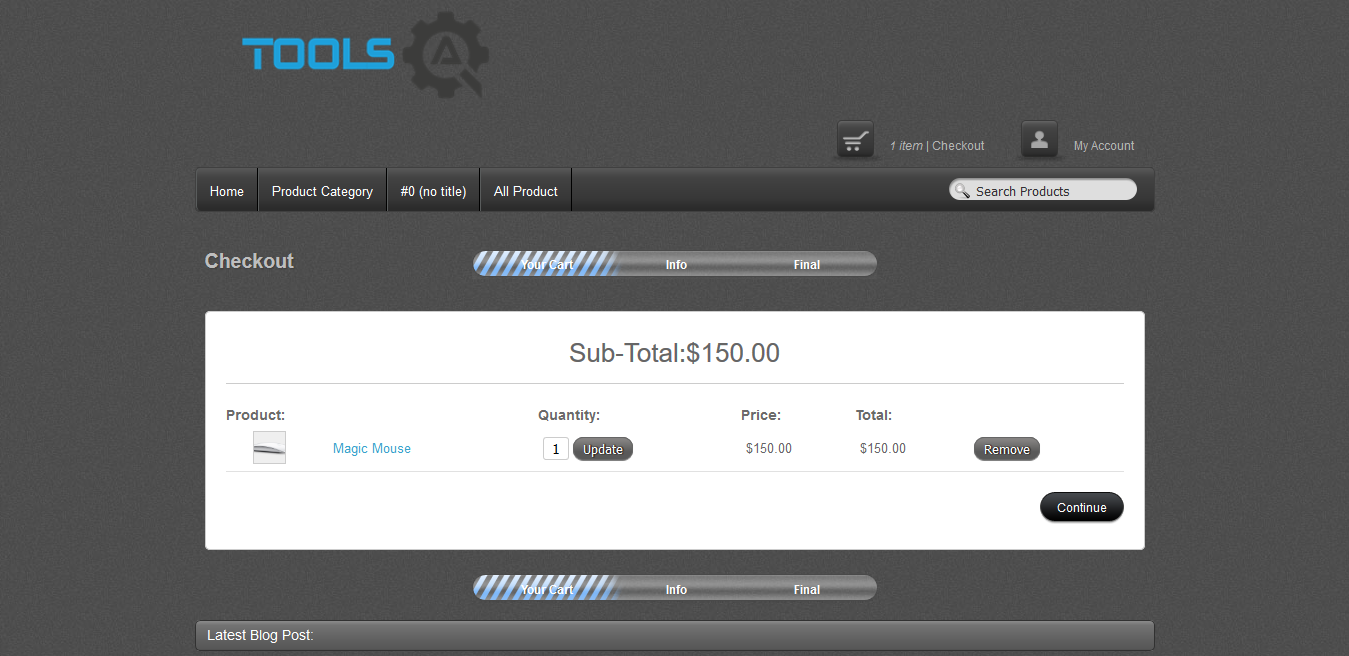 TOOLS
1 item | Checkout My Account
Home Product Category #0 (no title) All Product Search Products
Checkout Your Cart Info Final
Sub-Total:$150.00
Product: Quantity: Price: Total:
Magic Mouse 1 Update $150.00 $150.00 Remove
Continue
Your Cart Info Final
Latest Blog Post: